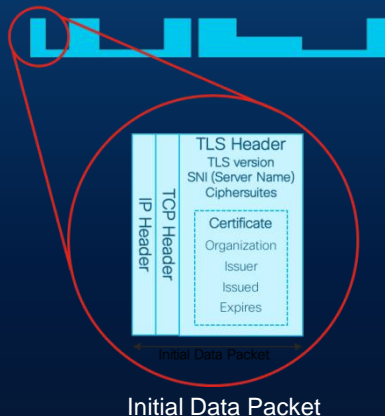 TLS Header
TLS version
SNI (Server Name)
Ciphersuites
IP Header
TCP Header
Certificate
Organization
Issuer
Issued
Expires
Initial Data Packet
Initial Data Packet